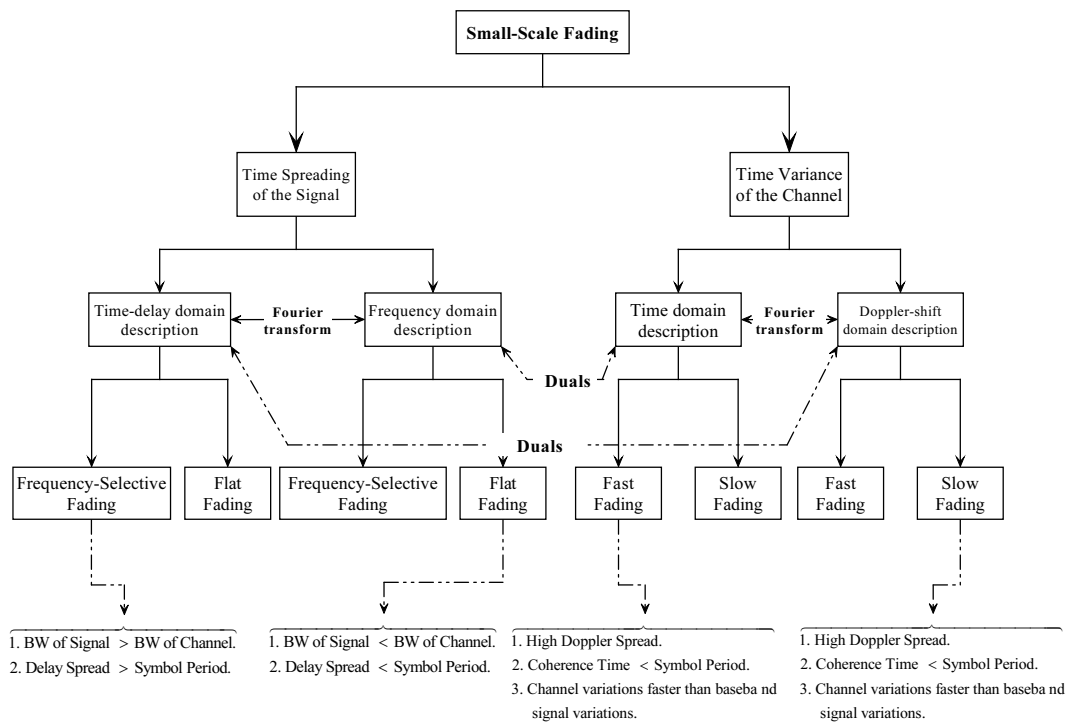 Small-Scale Fading
Time Spreading
of the Signal
Time Variance
of the Channel
Time-delay domain
description
Fourier
transform
Frequency domain
description
Time domain
description
Fourier
transform
Doppler-shift
domain description
Duals
Duals
Frequency-Selective
Fading
Flat
Fading
Frequency-Selective
Fading
Flat
Fading
Fast
Fading
Slow
Fading
Fast
Fading
Slow
Fading
1. BW of Signal > BW of Channel.
2. Delay Spread > Symbol Period.
1. BW of Signal < BW of Channel.
2. Delay Spread < Symbol Period.
1. High Doppler Spread.
2. Coherence Time < Symbol Period.
3. Channel variations faster than baseba nd
signal variations.
1. High Doppler Spread.
2. Coherence Time < Symbol Period.
3. Channel variations faster than baseba nd
signal variations.